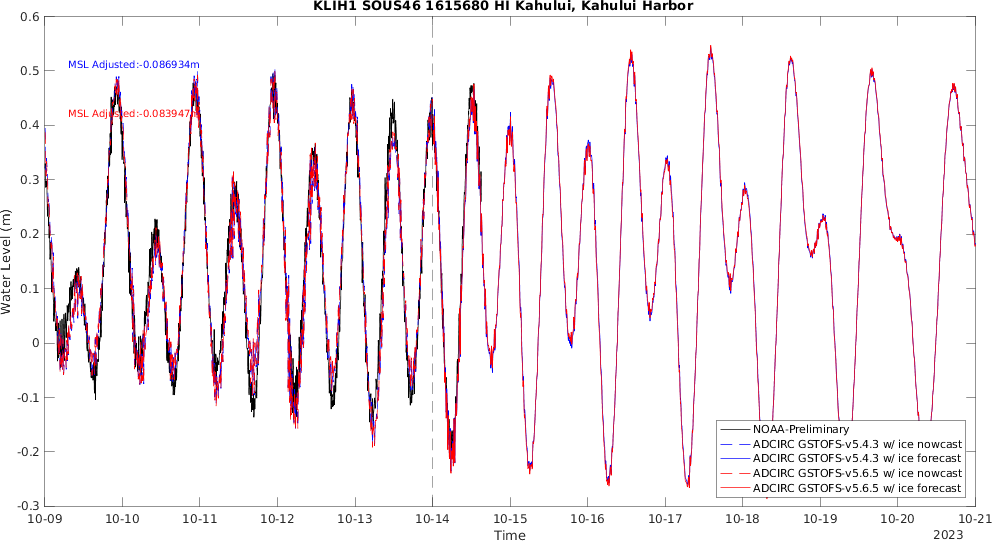 KLIH1 SOUS46 1615680 HI Kahului, Kahului Harbor
0.6
0.5
0.4
0.3
0.2
0.1
0
-0.1
-0.2
-0.3
Water Level (m)
MSL Adjusted:-0.086934m
MSL Adjusted:-0.083947m
NOAA-Preliminary
ADCIRC GSTOFS-v5.4.3 w/ ice nowcast
ADCIRC GSTOFS-v5.4.3 w/ ice forecast
ADCIRC GSTOFS-v5.6.5 w/ ice nowcast
ADCIRC GSTOFS-v5.6.5 w/ ice forecast
10-09 10-10 10-11 10-12 10-13 10-14 10-15 10-16 10-17 10-18 10-19 10-20 10-21
Time
2023